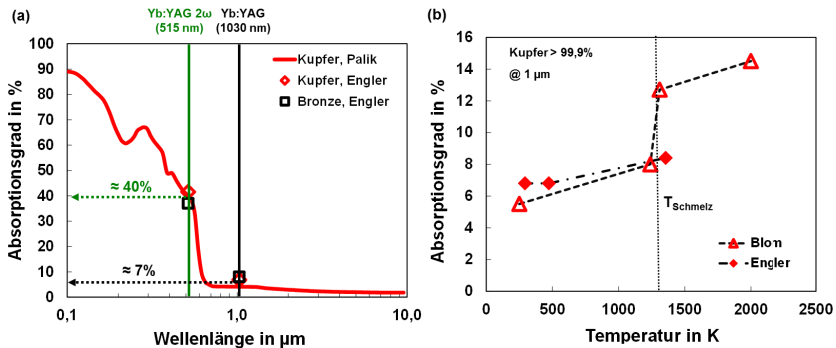 (a)
Yb:YAG 2ω
(515 nm)
Yb:YAG
(1030 nm)
Absorptionsgrad in %
100
90
80
70
60
50
40
30
20
10
0
Kupfer, Palik
Kupfer, Engler
Bronze, Engler
≈ 40%
≈ 7%
0,1
1,0
10,0
Wellenlänge in µm
(b)
Absorptionsgrad in %
16
14
12
10
8
6
4
2
0
Kupfer > 99,9%
@ 1 µm
TSchmelz
Blom
Engler
0
500
1000
1500
2000
2500
Temperatur in K